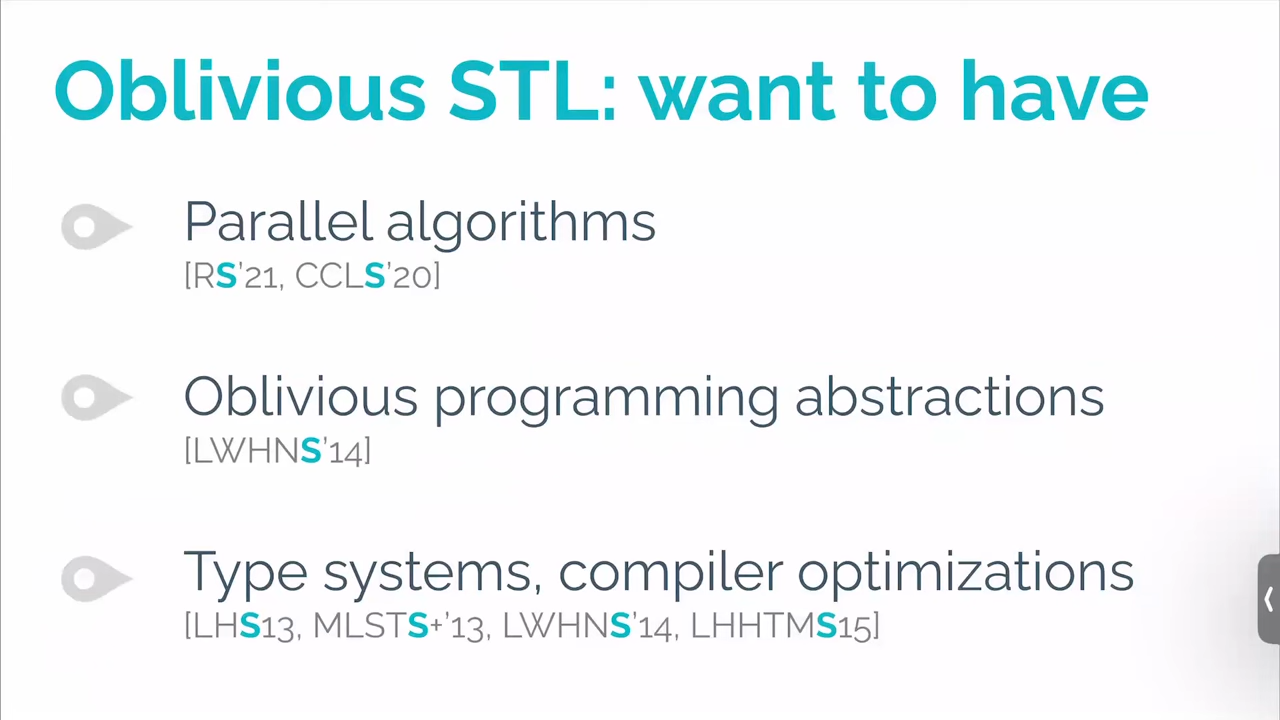 Oblivious STL: want to have
Parallel algorithms
[RS’21, CCLS’20]
Oblivious programming abstractions
[LWHNS’14]
Type systems, compiler optimizations
[LHS13, MLSTS+’13, LWHNS’14, LHHTMS15]